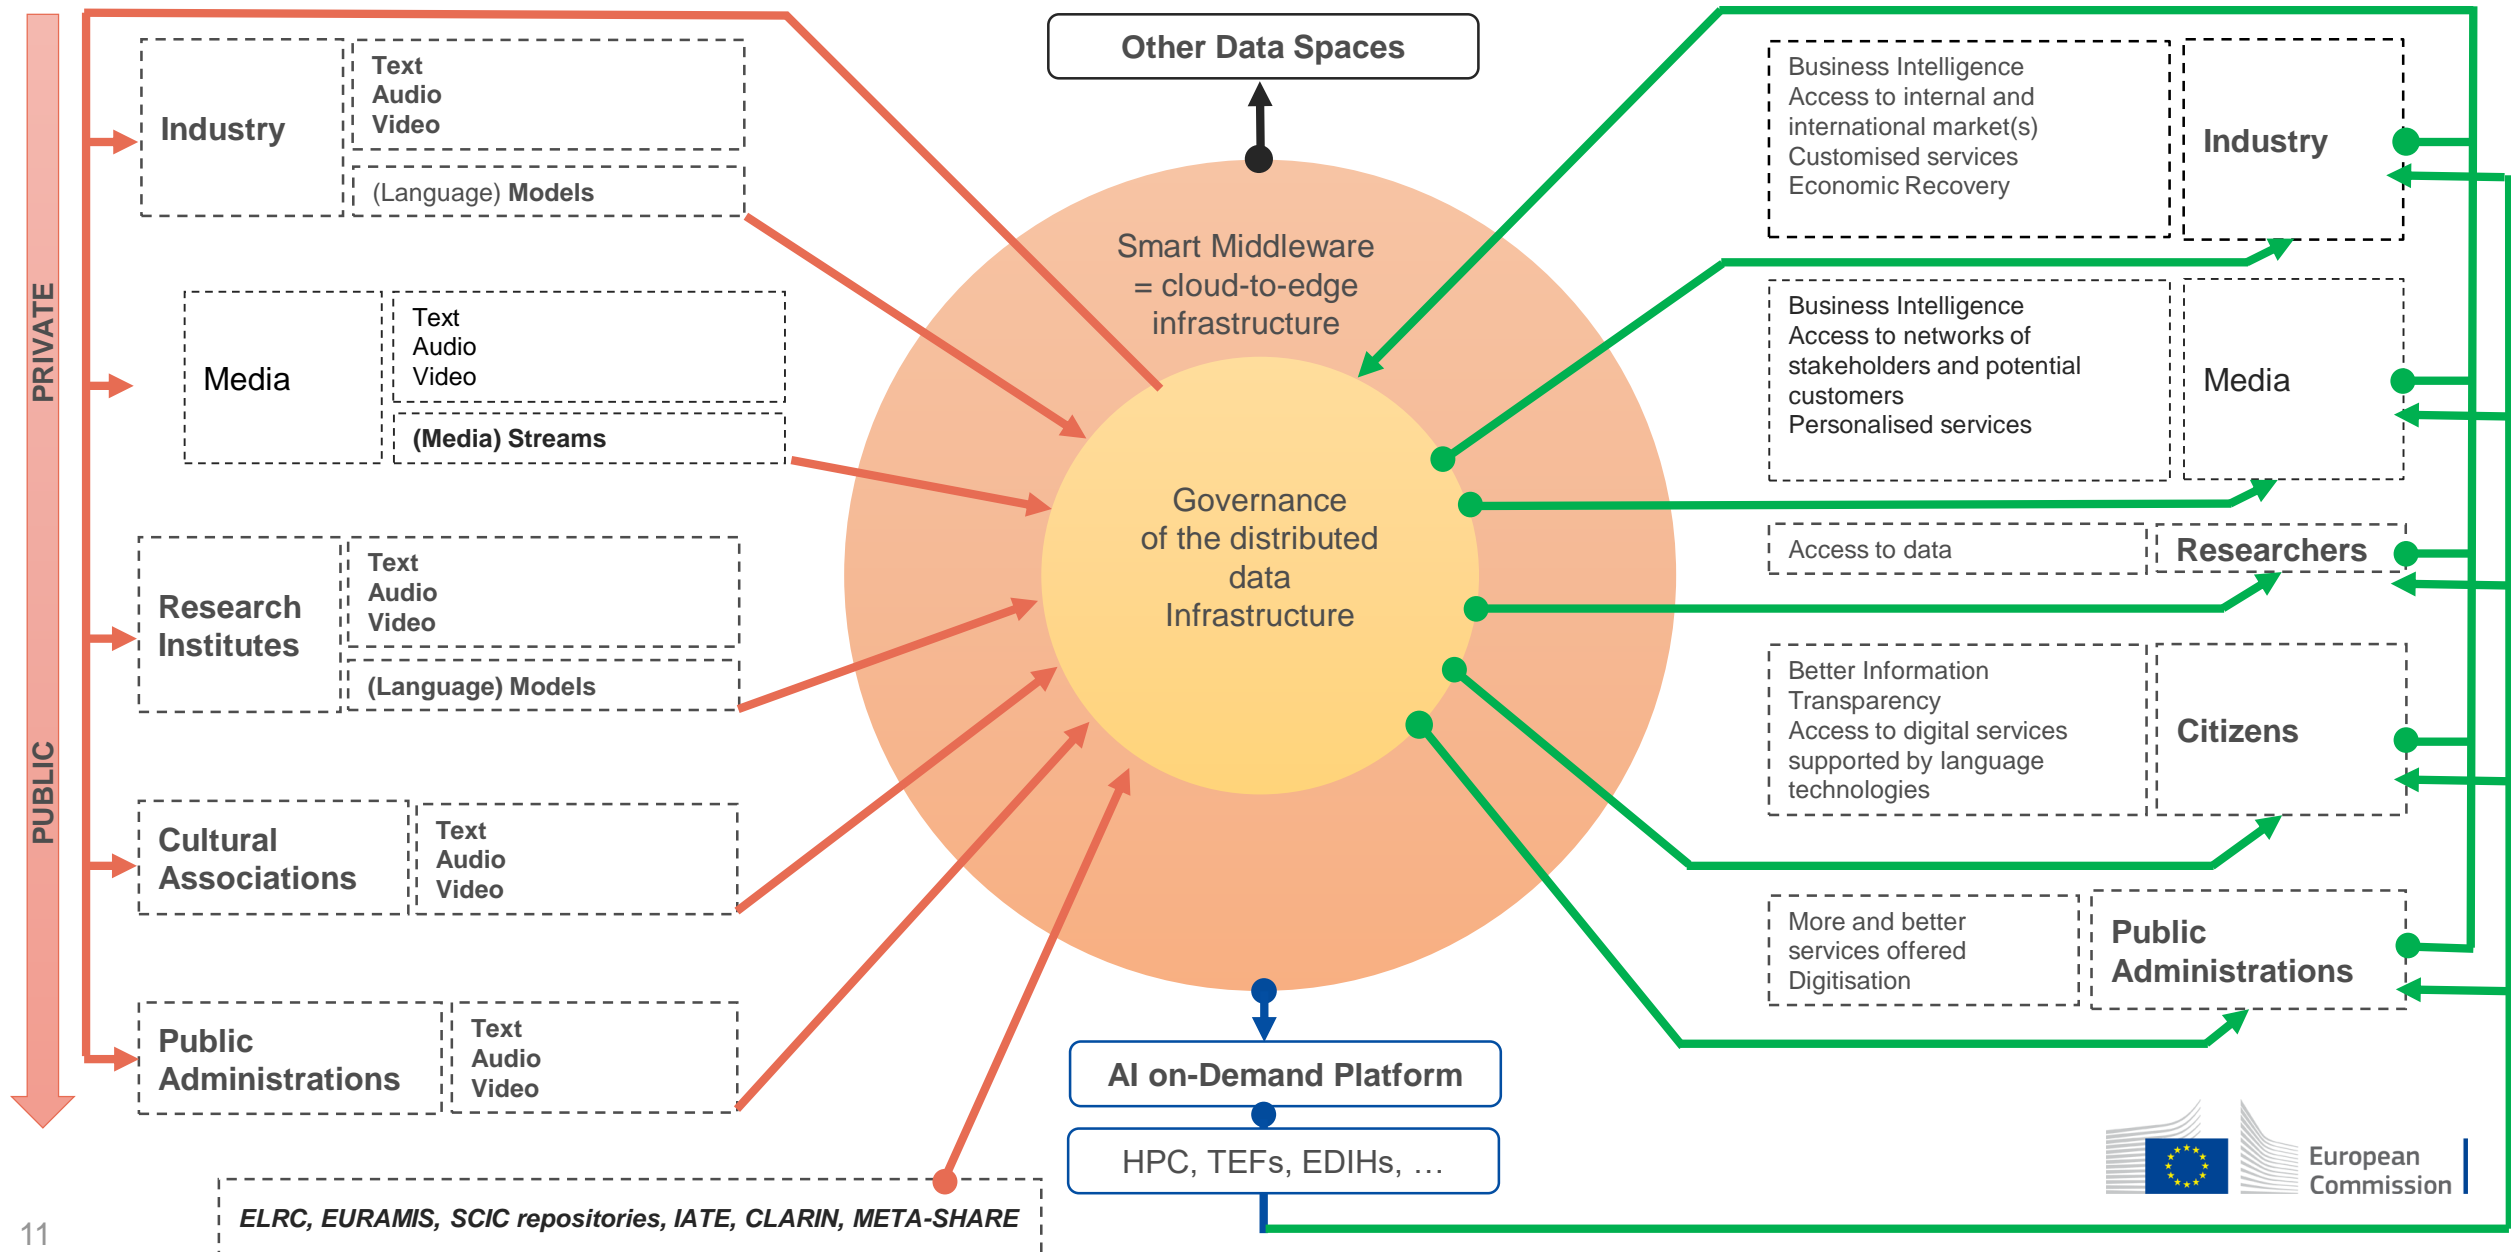 PRIVATE
PUBLIC
Industry
Text
Audio
Video
(Language) Models
Media
Text
Audio
Video
(Media) Streams
Research
Institutes
Text
Audio
Video
(Language) Models
Cultural
Associations
Text
Audio
Video
Public
Administrations
Text
Audio
Video
ELRC, EURAMIS, SCIC repositories, IATE, CLARIN, META-SHARE
11
Other Data Spaces
Smart Middleware
= cloud-to-edge
infrastructure
Governance
of the distributed
data
Infrastructure
AI on-Demand Platform
HPC, TEFs, EDIHs, …
Business Intelligence
Access to internal and
international market(s)
Customised services
Economic Recovery
Industry
Business Intelligence
Access to networks of
stakeholders and potential
customers
Personalised services
Media
Access to data
Researchers
Better Information
Transparency
Access to digital services
supported by language
technologies
Citizens
More and better
services offered
Digitisation
Public
Administrations
European
Commission